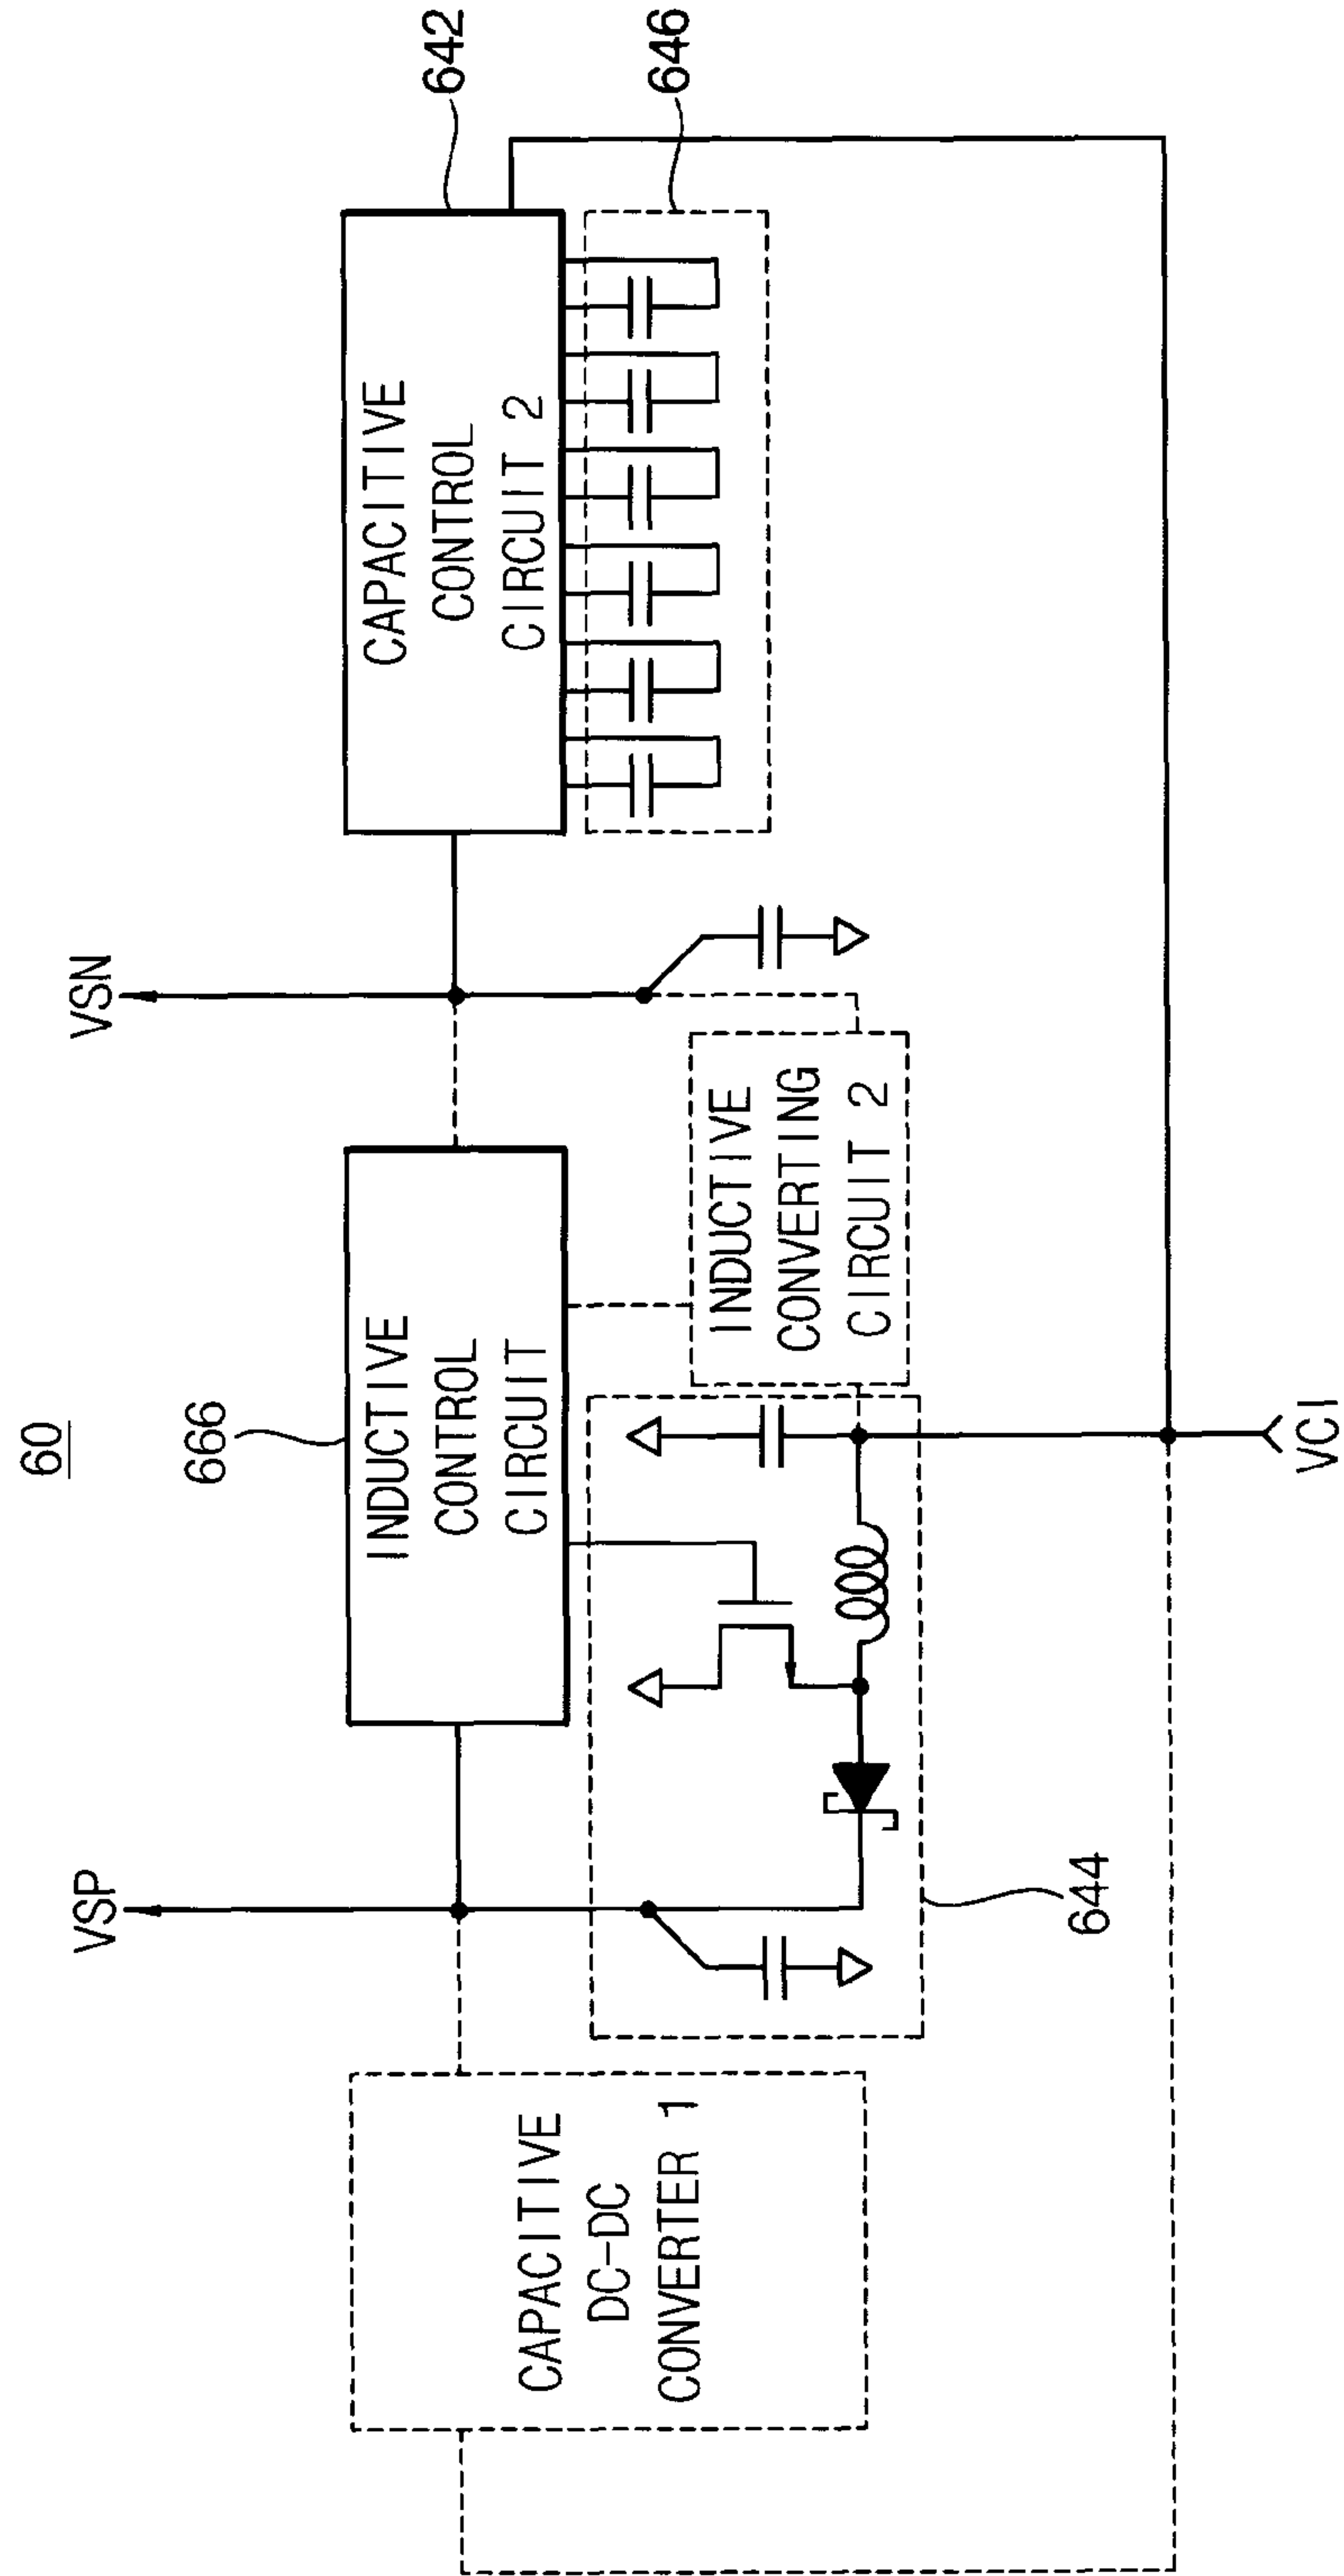 60
VSP
VSN
666
INDUCTIVE
CONTROL
CIRCUIT
CAPACITIVE
CONTROL
CIRCUIT 2
642
646
CAPACITIVE
DC-DC
CONVERTER 1
INDUCTIVE
CONVERTING
CIRCUIT 2
644
VCI